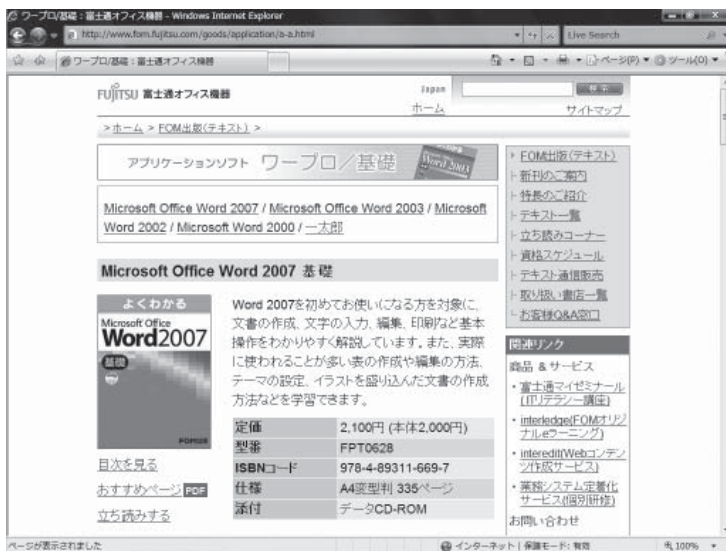 ワープロ/基礎 : 富士通オフィス機器 - Windows Internet Explorer
http://www.fom.fujitsu.com/goods/application/a-a.html
Live Search
ワープロ/基礎 : 富士通オフィス機器
ページ(P)
ツール(O)
FUJITSU 富士通オフィス機器
Japan
検索
ホーム
サイトマップ
> ホーム > FOM出版(テキスト) >
アプリケーションソフト ワープロ/基礎
Word 2003
Microsoft Office Word 2007 / Microsoft Office Word 2003 / Microsoft
Word 2002 / Microsoft Word 2000 / 一太郎
Microsoft Office Word 2007 基礎
よくわかる
Microsoft Office
Word2007
基礎
FOM出版
Word 2007を初めてお使いになる方を対象に、
文書の作成、文字の入力、編集、印刷など基本
操作をわかりやすく解説しています。また、実際
に使われることが多い表の作成や編集の方法、
テーマの設定、イラストを盛り込んだ文書の作成
方法などを学習できます。
定価 2,100円 (本体2,000円)
型番 FPT0628
ISBNコード 978-4-89311-669-7
仕様 A4変型判 335ページ
添付 データCD-ROM
目次を見る
おすすめページ PDF
立ち読みする
FOM出版(テキスト)
新刊のご案内
特長のご紹介
テキスト一覧
立ち読みコーナー
資格スケジュール
テキスト通信販売
取り扱い書店一覧
お客様Q&A窓口
関連リンク
商品 & サービス
・富士通マイゼミナール
(ITリテラシー講座)
・interledge(FOMオリジ
ナルeラーニング)
・interedit(Webコンテン
ツ作成サービス)
・業務システム定着化
サービス(個別研修)
お問い合わせ
ページが表示されました
インターネット | 保護モード: 有効
100%